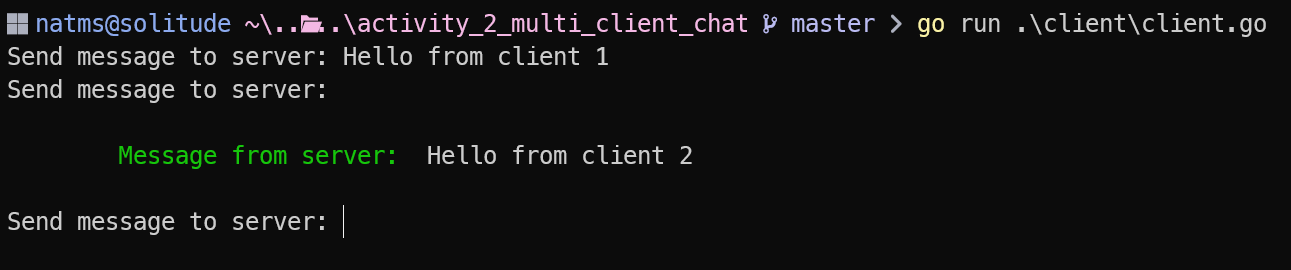 natms@solitude ~\...\activity_2_multi_client_chat master > go run .\client\client.go
Send message to server: Hello from client 1
Send message to server:
Message from server: Hello from client 2
Send message to server: